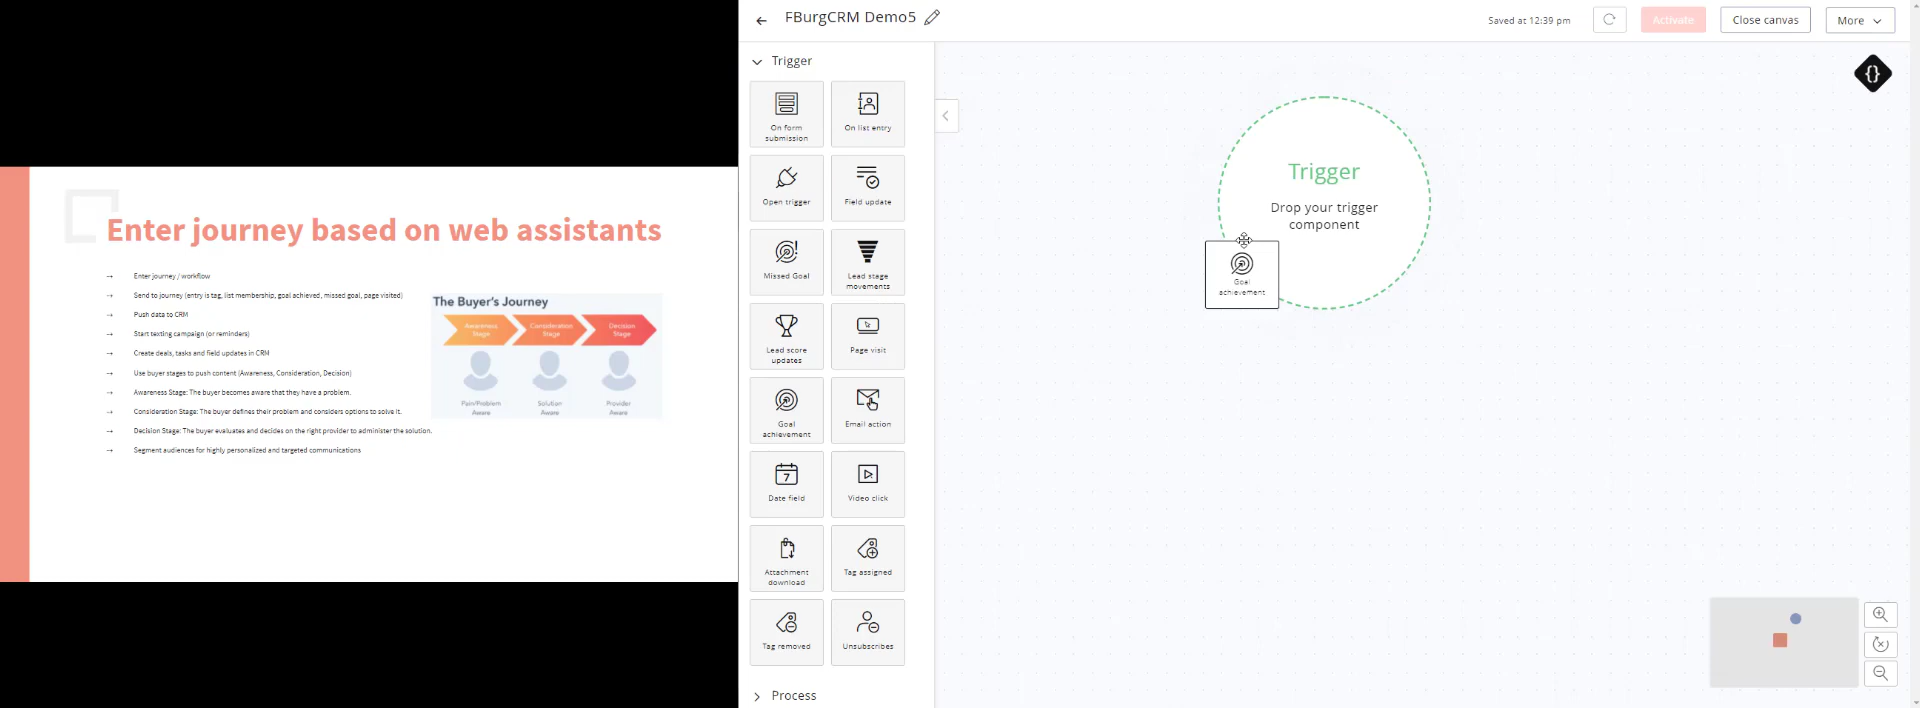 Enter journey based on web assistants
→ Enter journey / workflow
→ Send to journey (entry is tag, list membership, goal achieved, missed goal, page visited)
→ Push data to CRM
→ Start texting campaign (or reminders)
→ Create deals, tasks and field updates in CRM
→ Use buyer stages to push content (Awareness, Consideration, Decision)
→ Awareness Stage: The buyer becomes aware that they have a problem.
→ Consideration Stage: The buyer defines their problem and considers options to solve it.
→ Decision Stage: The buyer evaluates and decides on the right provider to administer the solution.
→ Segment audiences for highly personalized and targeted communications
The Buyer's Journey
Awareness
Stage
Consideration
Stage
Decision
Stage
Pain/Problem
Aware
Solution
Aware
Provider
Aware
FBurgCRM Demo5
Saved at 12:39 pm
Activate
Close canvas
More
Trigger
On form
submission
On list entry
Open trigger
Field update
Missed Goal
Lead stage
movements
Lead score
updates
Page visit
Goal
achievement
Email action
7
Date field
Video click
Attachment
download
Tag assigned
Tag removed
Unsubscribes
Process
Trigger
Drop your trigger
component
Goal
achievement
{}